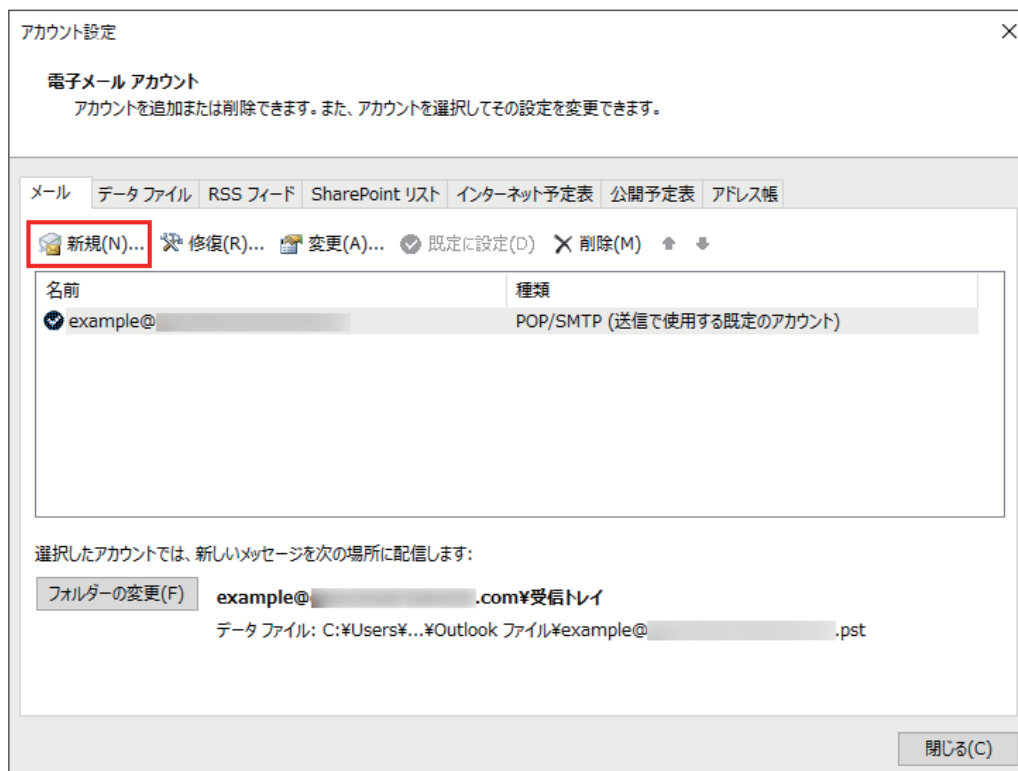 アカウント設定
電子メール アカウント
アカウントを追加または削除できます。また、アカウントを選択してその設定を変更できます。
メール データ ファイル RSS フィード SharePoint リスト インターネット予定表 公開予定表 アドレス帳
新規(N)... 修復(R)... 変更(A)... 既定に設定(D) 削除(M)
名前 種類
example@ POP/SMTP (送信で使用する既定のアカウント)
選択したアカウントでは、新しいメッセージを次の場所に配信します:
フォルダーの変更(F) example@ .com¥受信トレイ
データ ファイル: C:¥Users¥...¥Outlook ファイル¥example@ .pst
閉じる(C)